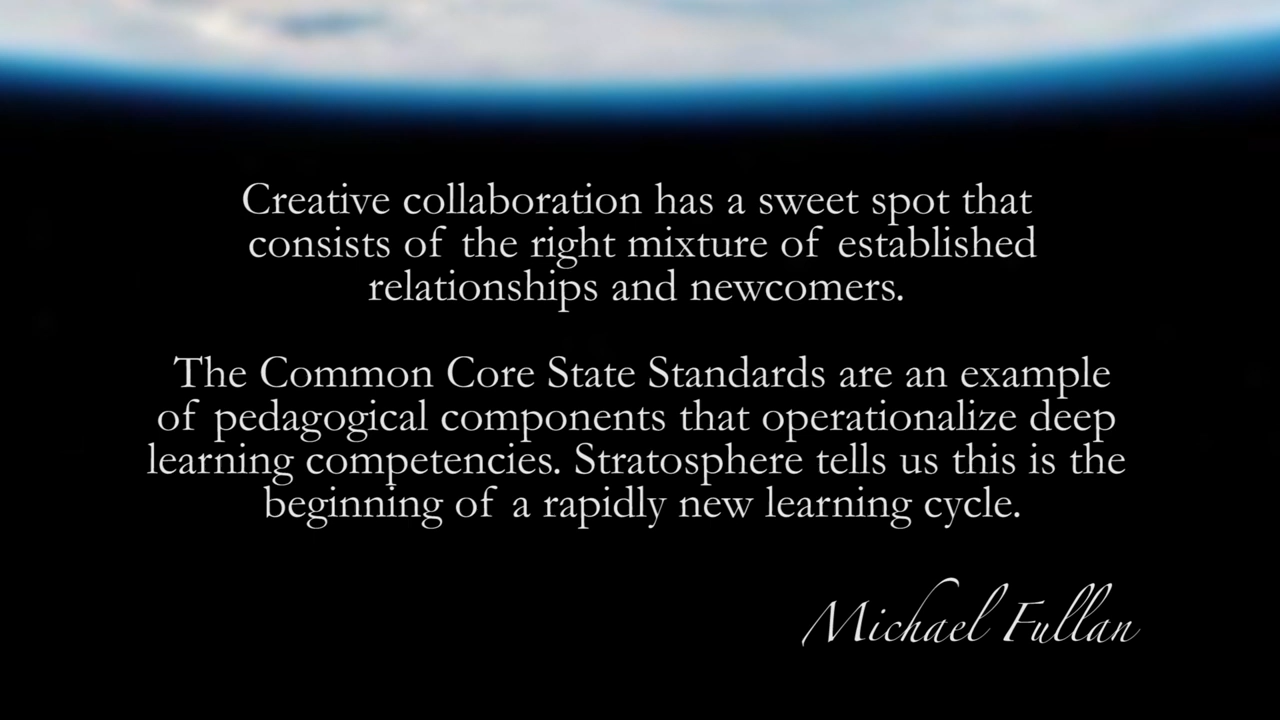 Creative collaboration has a sweet spot that
consists of the right mixture of established
relationships and newcomers.
The Common Core State Standards are an example
of pedagogical components that operationalize deep
learning competencies. Stratosphere tells us this is the
beginning of a rapidly new learning cycle.
Michael Fullan